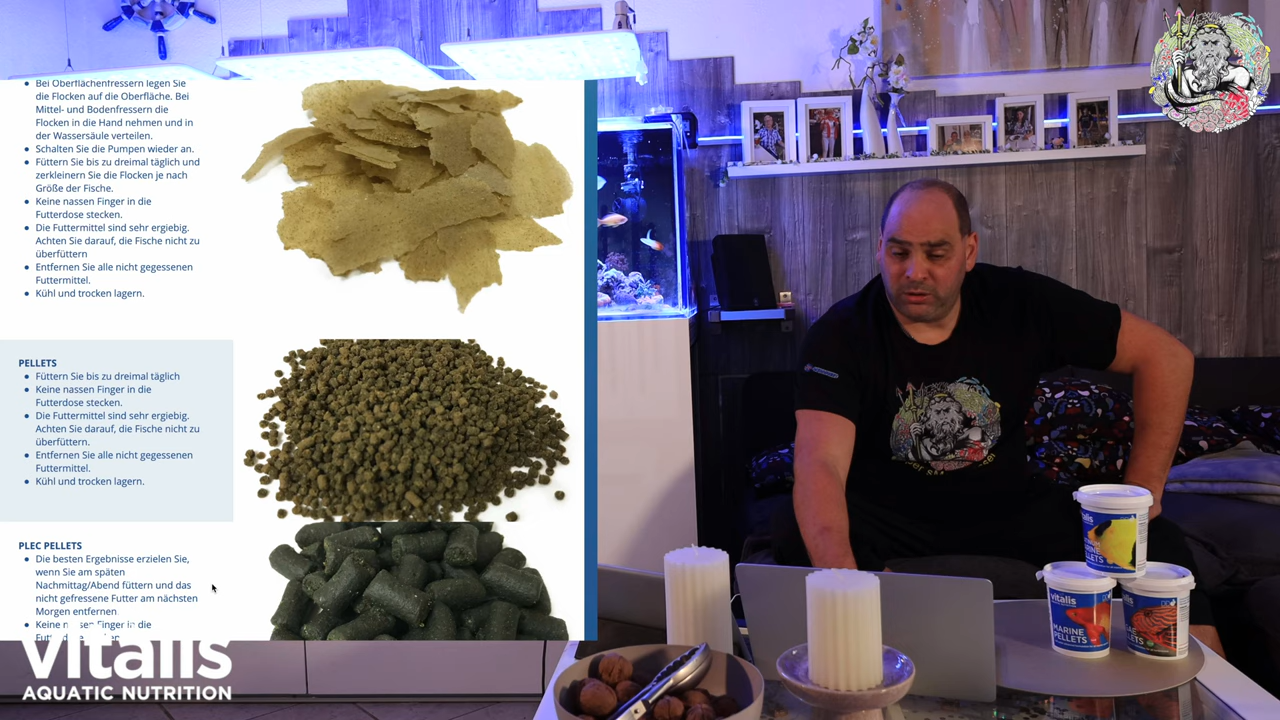 Bei Oberflächenfressern legen Sie
die Flocken auf die Oberfläche. Bei
Mittel- und Bodenfressern die
Flocken in die Hand nehmen und in
der Wassersäule verteilen.
Schalten Sie die Pumpen wieder an.
Füttern Sie bis zu dreimal täglich und
zerkleinern Sie die Flocken je nach
Größe der Fische.
Keine nassen Finger in die
Futterdose stecken.
Die Futtermittel sind sehr ergiebig.
Achten Sie darauf, die Fische nicht zu
überfüttern
Entfernen Sie alle nicht gegessenen
Futtermittel.
Kühl und trocken lagern.
PELLETS
Füttern Sie bis zu dreimal täglich
Keine nassen Finger in die
Futterdose stecken.
Die Futtermittel sind sehr ergiebig.
Achten Sie darauf, die Fische nicht zu
überfüttern.
Entfernen Sie alle nicht gegessenen
Futtermittel.
Kühl und trocken lagern.
PLEC PELLETS
Die besten Ergebnisse erzielen Sie,
wenn Sie am späten
Nachmittag/Abend füttern und das
nicht gefressene Futter am nächsten
Morgen entfernen
Keine nassen Finger in die
vitalis
AQUATIC NUTRITION
PELLETS
vitalis
MARINE
PELLETS